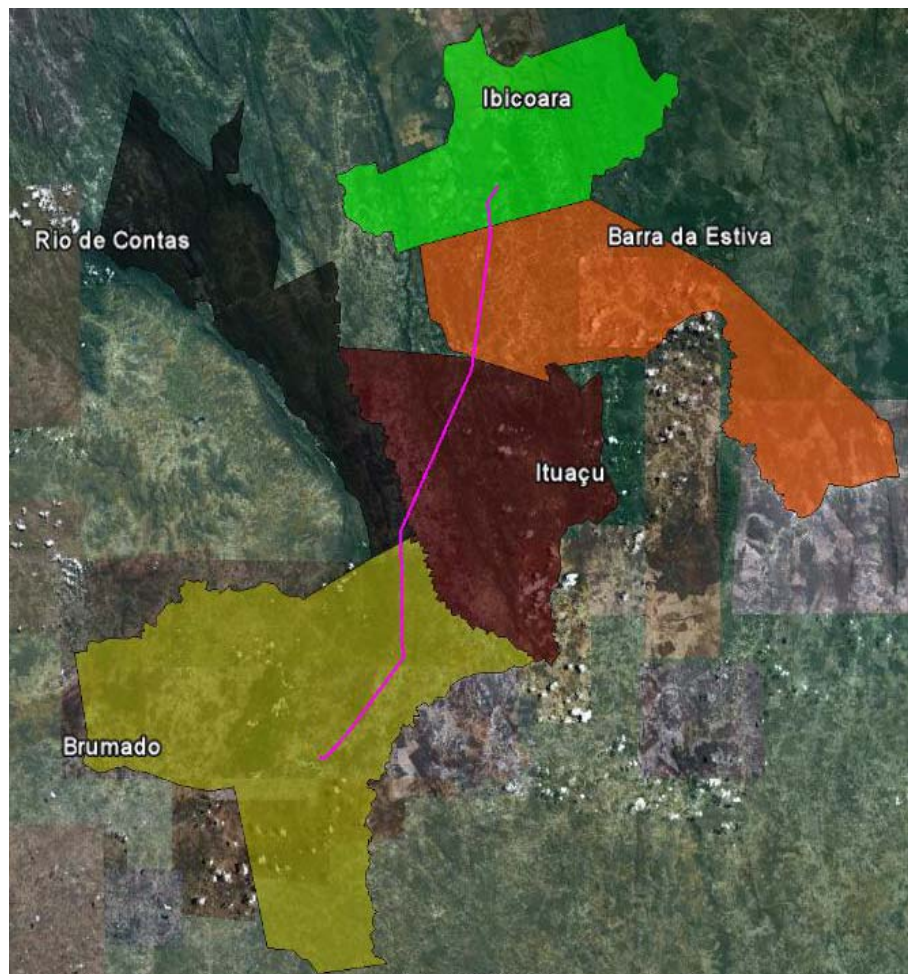 Ibicoara
Rio de Contas
Barra da Estiva
Ituaçu
Brumado